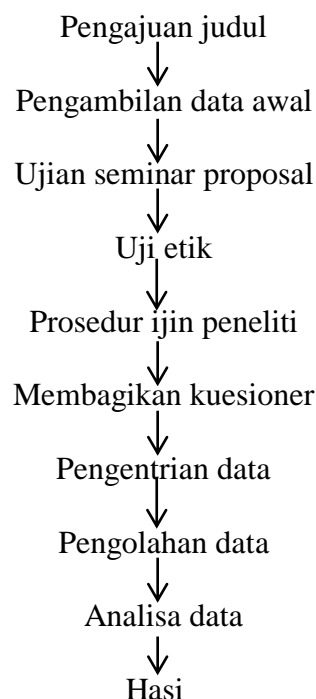 Pengajuan judul
Pengambilan data awal
Ujian seminar proposal
Uji etik
Prosedur ijin peneliti
Membagikan kuesioner
Pengentrian data
Pengolahan data
Analisa data
Hasi